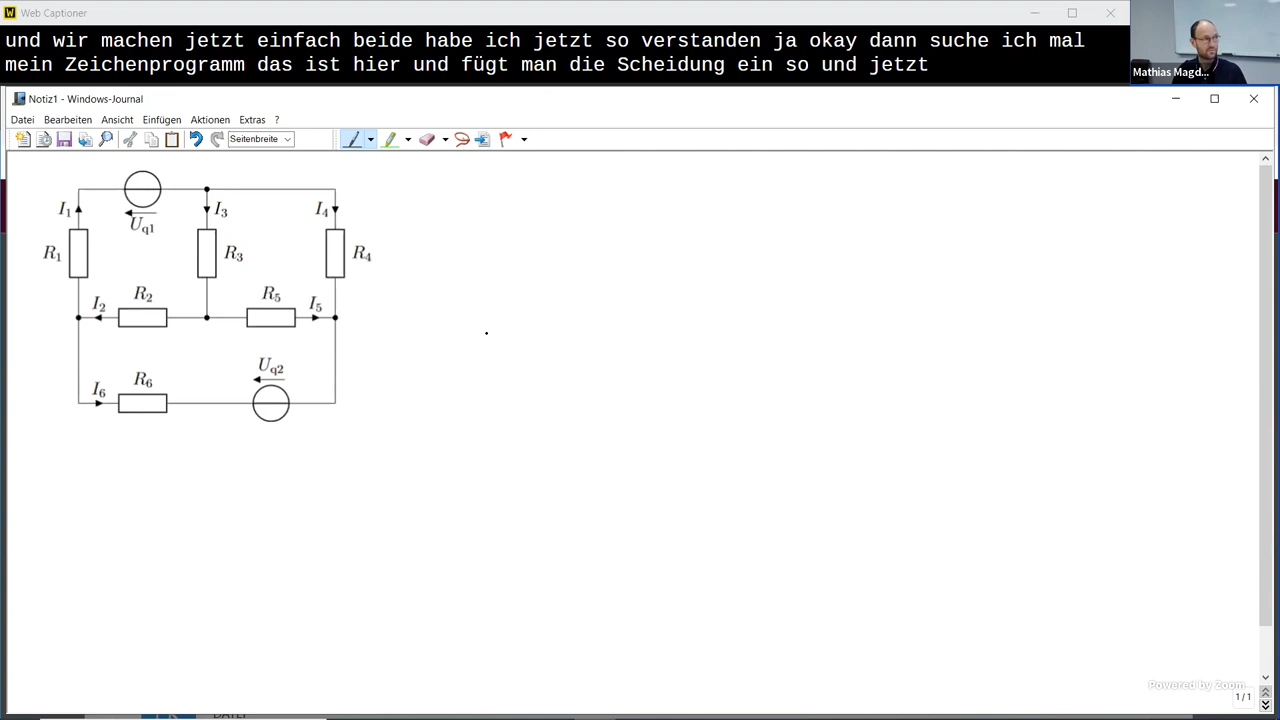 Web Captioner
und wir machen jetzt einfach beide habe ich jetzt so verstanden ja okay dann suche ich mal
mein Zeichenprogramm das ist hier und fügt man die Scheidung ein so und jetzt
Mathias Magd...
Notiz1 - Windows-Journal
Datei Bearbeiten Ansicht Einfügen Aktionen Extras ?
Seitenbreite
I1 Uq1 I3 I4
R1 R3 R4
I2 R2 R5 I5
I6 R6 Uq2
Powered by Zoom
1/1